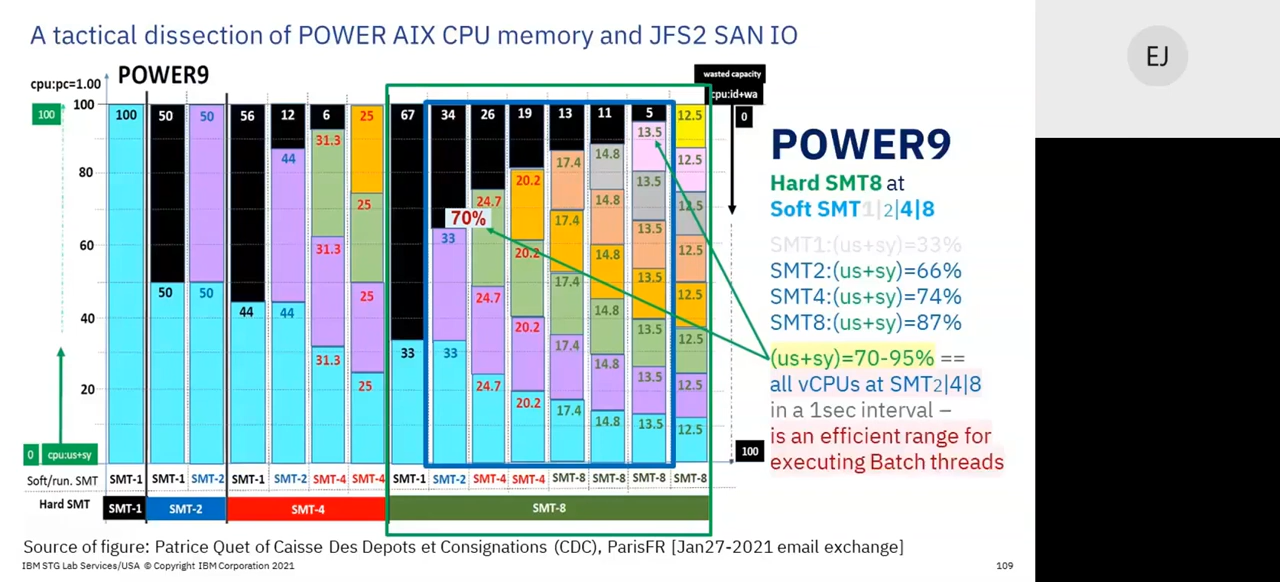 A tactical dissection of POWER AIX CPU memory and JFS2 SAN IO
EJ
POWER9
cpu:pc=1.00
wasted capacity
cpu:id+wa
100
100
80
60
40
20
0 cpu:us+sy
0
100
100 50 50 56 12 6 25 67 34 26 19 13 11 5 12.5
44 31.3 25 24.7 20.2 17.4 14.8 13.5 12.5
14.8 13.5 12.5
70%
33 20.2 17.4 14.8 13.5 12.5
31.3
50 50 25 24.7 17.4 14.8 13.5 12.5
44 44 20.2 17.4 14.8 13.5 12.5
31.3 25 33 33 24.7 20.2 17.4 14.8 13.5 12.5
12.5
Soft/run. SMT SMT-1 SMT-1 SMT-2 SMT-1 SMT-2 SMT-4 SMT-4 SMT-1 SMT-2 SMT-4 SMT-4 SMT-8 SMT-8 SMT-8 SMT-8
Hard SMT SMT-1 SMT-2 SMT-4 SMT-8
POWER9
Hard SMT8 at
Soft SMT1|2|4|8
SMT1:(us+sy)=33%
SMT2:(us+sy)=66%
SMT4:(us+sy)=74%
SMT8:(us+sy)=87%
(us+sy)=70-95% ==
all vCPUs at SMT2|4|8
in a 1sec interval –
is an efficient range for
executing Batch threads
Source of figure: Patrice Quet of Caisse Des Depots et Consignations (CDC), ParisFR [Jan27-2021 email exchange]
IBM STG Lab Services/USA © Copyright IBM Corporation 2021
109